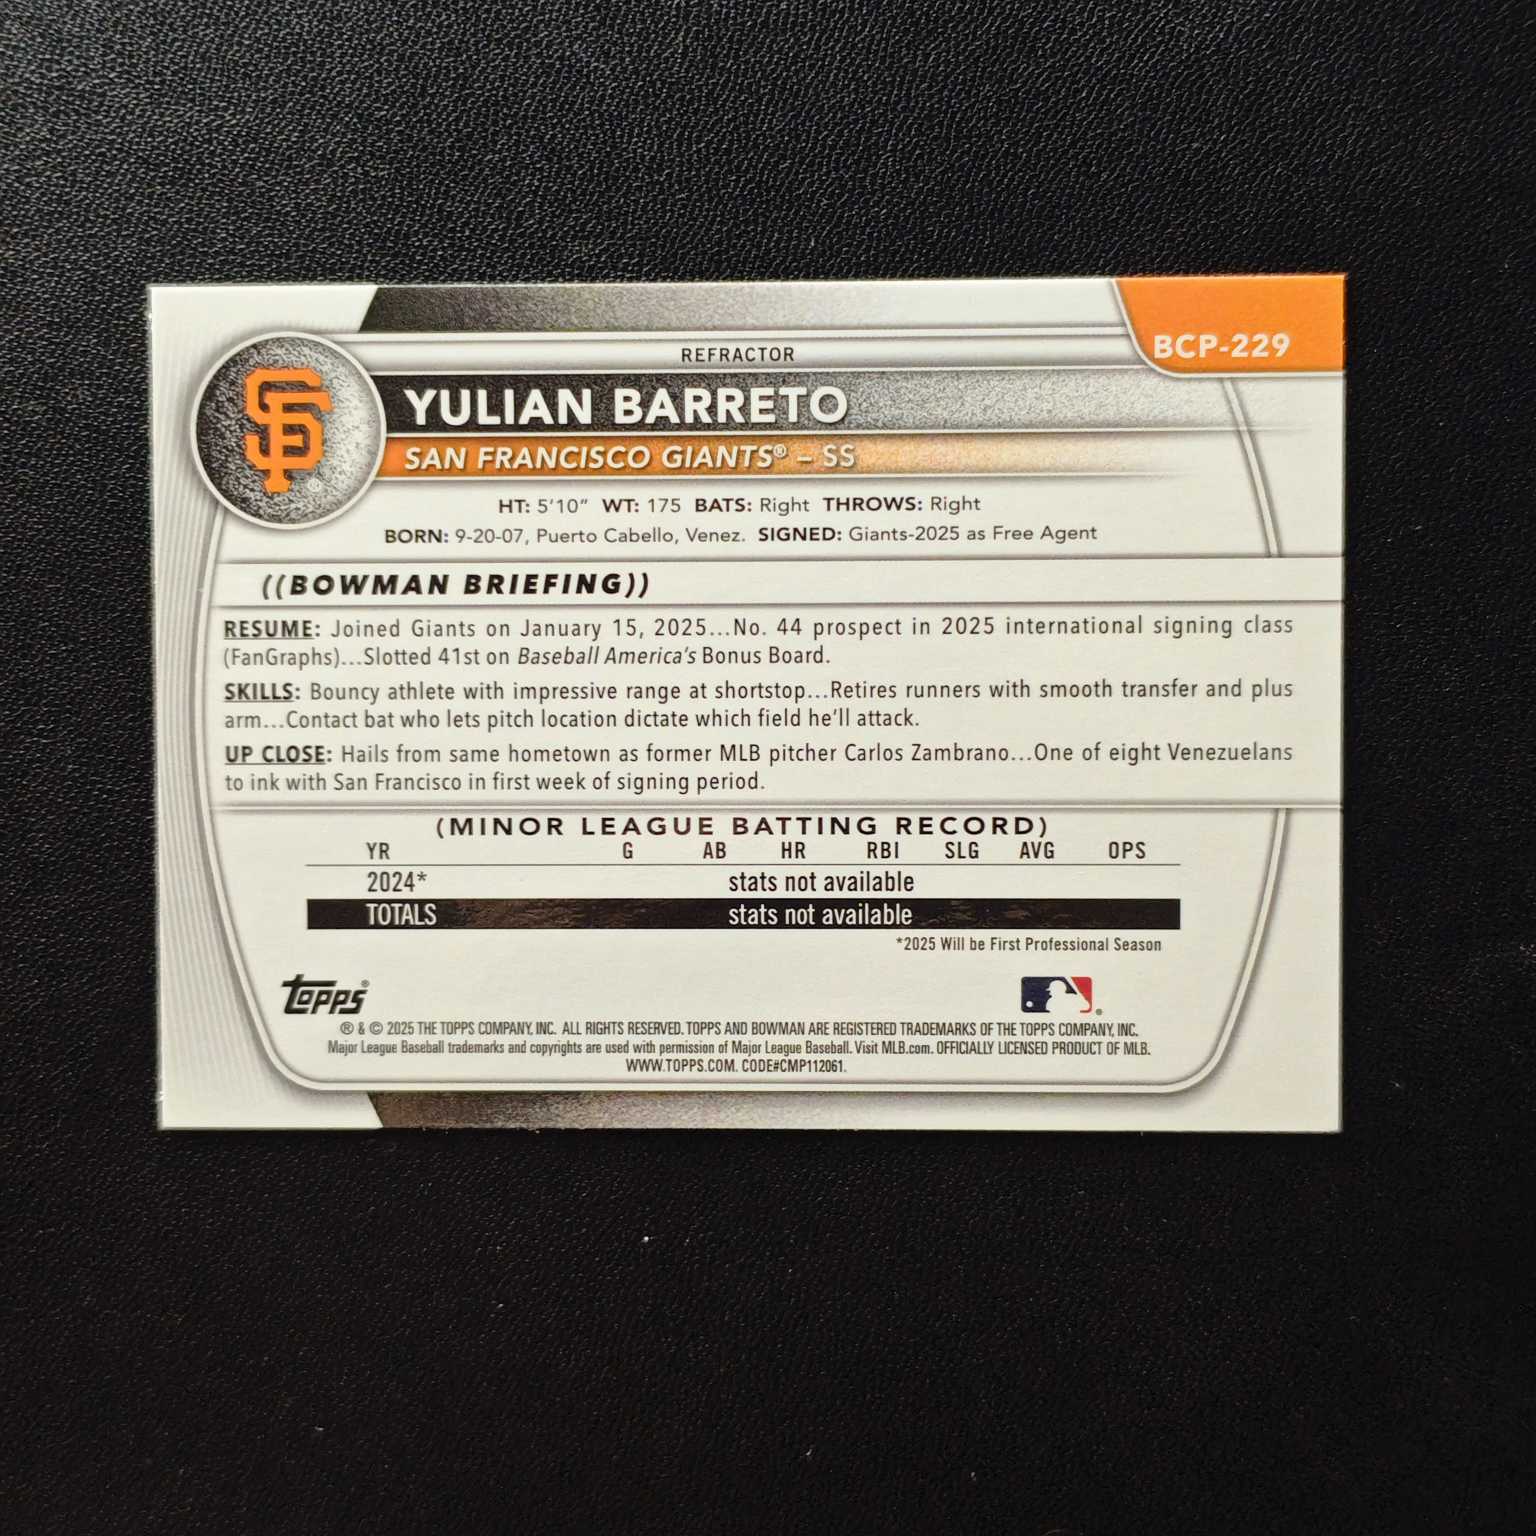 BCP-229
REFRACTOR
YULIAN BARRETO
SF ®
SAN FRANCISCO GIANTS® – SS
HT: 5'10" WT: 175 BATS: Right THROWS: Right
BORN: 9-20-07, Puerto Cabello, Venez. SIGNED: Giants-2025 as Free Agent
((BOWMAN BRIEFING))
RESUME: Joined Giants on January 15, 2025...No. 44 prospect in 2025 international signing class
(FanGraphs)...Slotted 41st on Baseball America's Bonus Board.
SKILLS: Bouncy athlete with impressive range at shortstop...Retires runners with smooth transfer and plus
arm...Contact bat who lets pitch location dictate which field he'll attack.
UP CLOSE: Hails from same hometown as former MLB pitcher Carlos Zambrano...One of eight Venezuelans
to ink with San Francisco in first week of signing period.
(MINOR LEAGUE BATTING RECORD)
YR G AB HR RBI SLG AVG OPS
2024* stats not available
TOTALS stats not available
*2025 Will be First Professional Season
Topps® ®
® & © 2025 THE TOPPS COMPANY, INC. ALL RIGHTS RESERVED. TOPPS AND BOWMAN ARE REGISTERED TRADEMARKS OF THE TOPPS COMPANY, INC.
Major League Baseball trademarks and copyrights are used with permission of Major League Baseball. Visit MLB.com. OFFICIALLY LICENSED PRODUCT OF MLB.
WWW.TOPPS.COM. CODE#CMP112061.